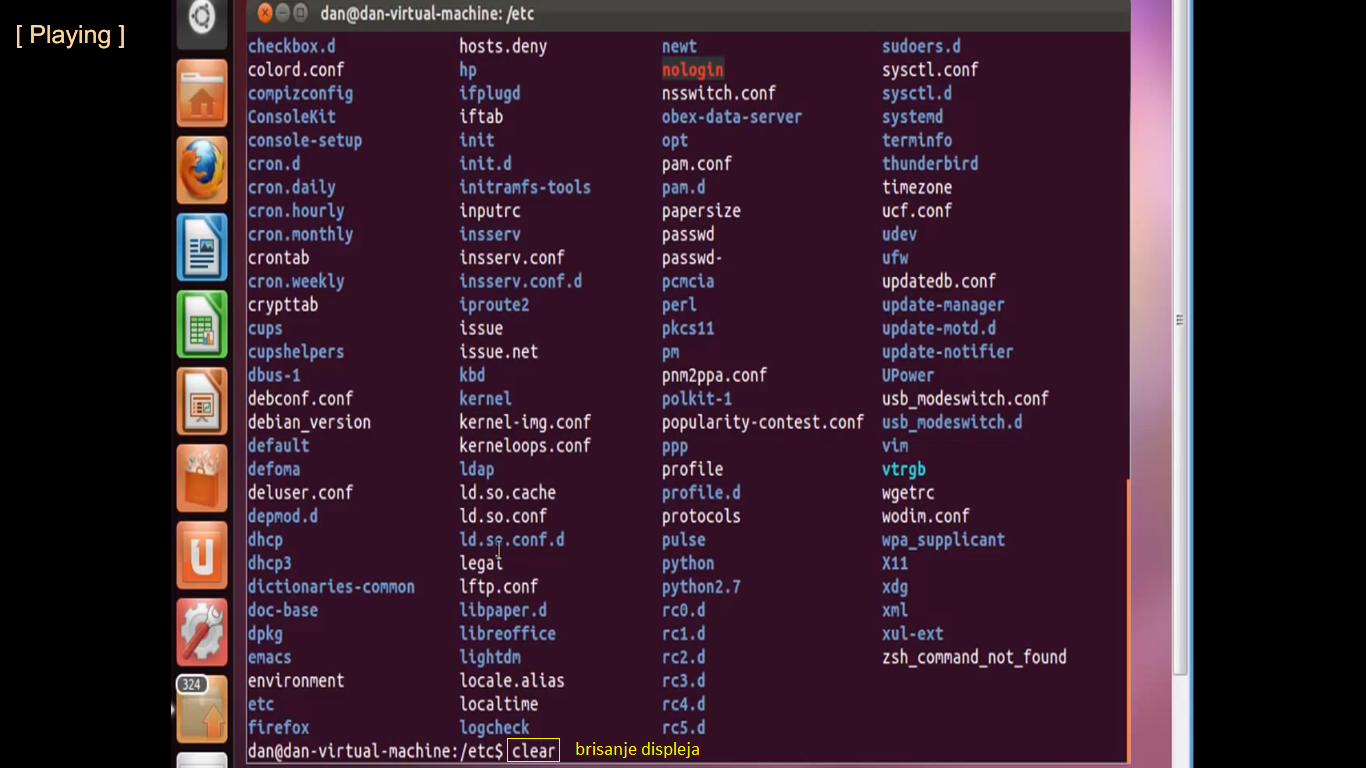 [ Playing ]
dan@dan-virtual-machine: /etc
checkbox.d hosts.deny newt sudoers.d
colord.conf hp nologin sysctl.conf
compizconfig ifplugd nsswitch.conf sysctl.d
ConsoleKit iftab obex-data-server systemd
console-setup init opt terminfo
cron.d init.d pam.conf thunderbird
cron.daily initramfs-tools pam.d timezone
cron.hourly inputrc papersize ucf.conf
cron.monthly insserv passwd udev
crontab insserv.conf passwd- ufw
cron.weekly insserv.conf.d pcmcia updatedb.conf
crypttab iproute2 perl update-manager
cups issue pkcs11 update-motd.d
cupshelpers issue.net pm update-notifier
dbus-1 kbd pnm2ppa.conf UPower
debconf.conf kernel polkit-1 usb_modeswitch.conf
debian_version kernel-img.conf popularity-contest.conf usb_modeswitch.d
default kerneloops.conf ppp vim
defoma ldap profile vtrgb
deluser.conf ld.so.cache profile.d wgetrc
depmod.d ld.so.conf protocols wodim.conf
dhcp ld.so.conf.d pulse wpa_supplicant
dhcp3 legal python X11
dictionaries-common lftp.conf python2.7 xdg
doc-base libpaper.d rc0.d xml
dpkg libreoffice rc1.d xul-ext
emacs lightdm rc2.d zsh_command_not_found
environment locale.alias rc3.d
324
etc localtime rc4.d
firefox logcheck rc5.d
dan@dan-virtual-machine:/etc$ clear brisanje displeja